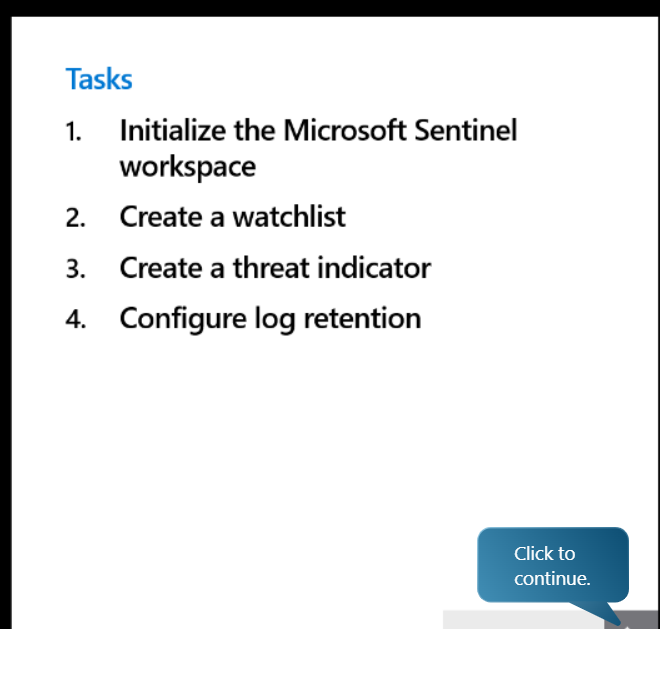 Tasks
1. Initialize the Microsoft Sentinel
workspace
2. Create a watchlist
3. Create a threat indicator
4. Configure log retention
Click to
continue.